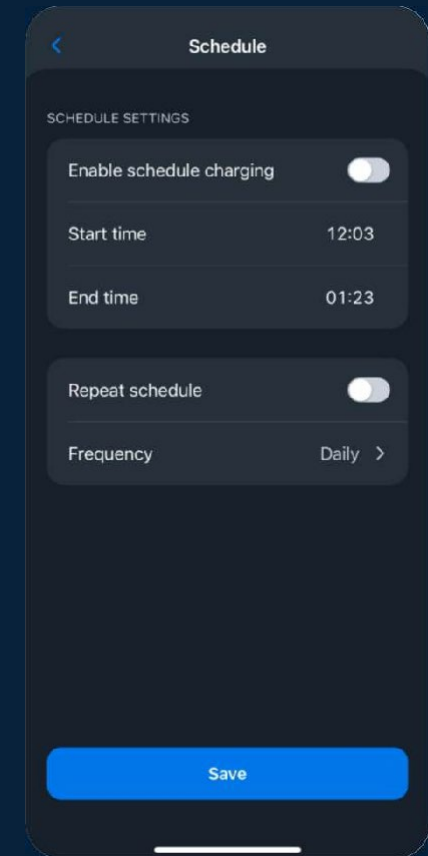 Schedule
SCHEDULE SETTINGS
Enable schedule charging
Start time 12:03
End time 01:23
Repeat schedule
Frequency Daily >
Save